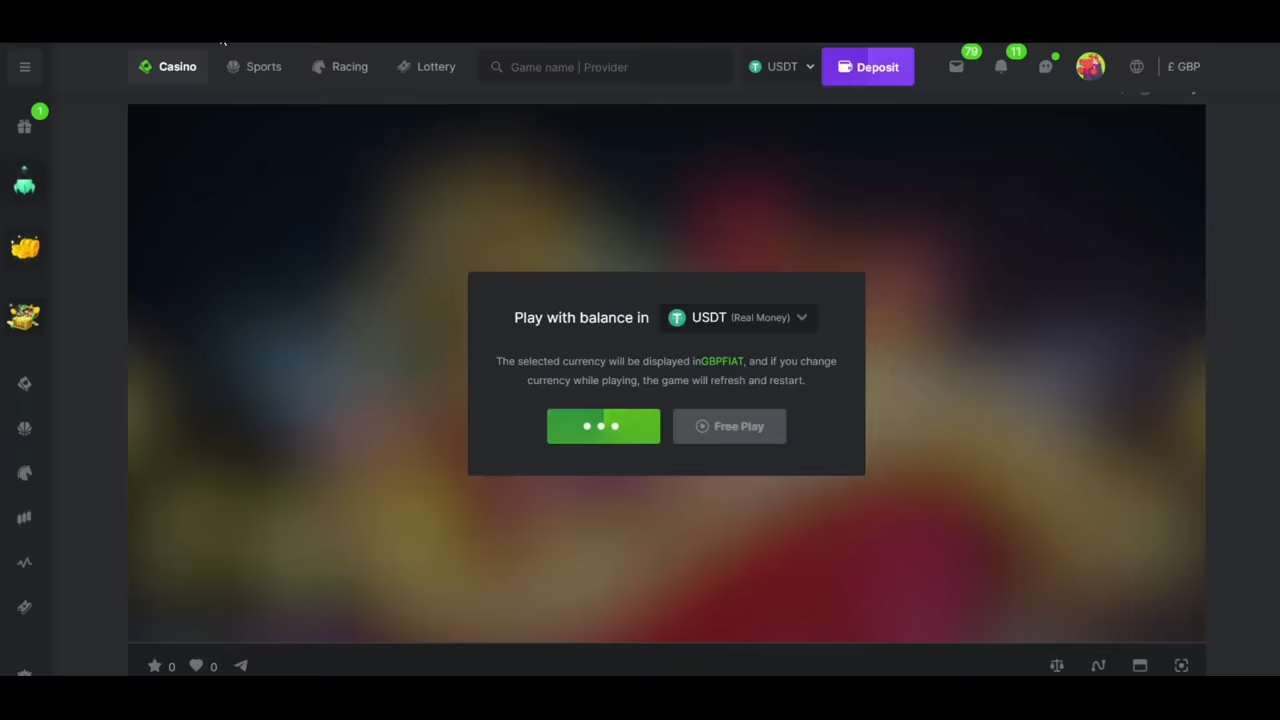 Casino Sports Racing Lottery Game name | Provider USDT Deposit 79 11 £ GBP
1
Play with balance in USDT (Real Money)
The selected currency will be displayed inGBPFIAT, and if you change
currency while playing, the game will refresh and restart.
Free Play
0 0